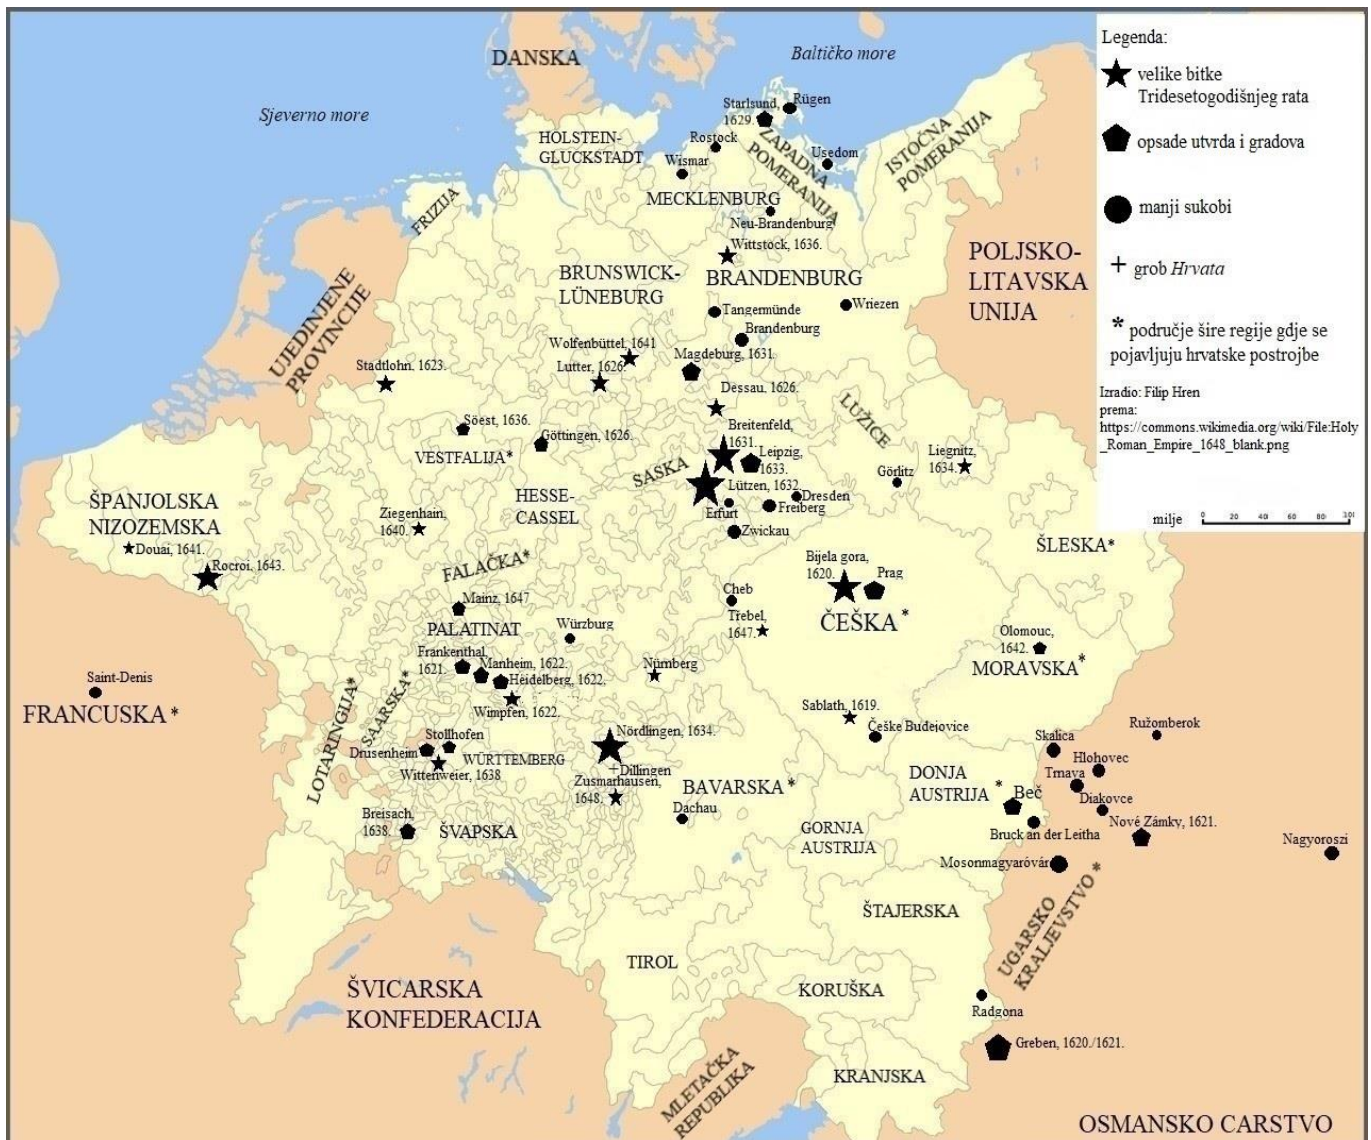 DANSKA
Baltičko more
Sjeverno more
Legenda:
velike bitke
Tridesetogodišnjeg rata
opsade utvrda i gradova
manji sukobi
grob Hrvata
* područje šire regije gdje se
pojavljuju hrvatske postrojbe
Izradio: Filip Hren
prema:
https://commons.wikimedia.org/wiki/File:Holy
_Roman_Empire_1648_blank.png
milje 0 20 40 60 80 100
Starlsund,
1629.
Rügen
HOLSTEIN-
GLUCKSTADT
Rostock
Wismar
Usedom
ZAPADNA
POMERANIJA
ISTOČNA
POMERANIJA
FRIZIJA
MECKLENBURG
Neu-Brandenburg
Wittstock, 1636.
BRUNSWICK-
LÜNEBURG
BRANDENBURG
POLJSKO-
LITAVSKA
UNIJA
UJEDINJENE
PROVINCIJE
Tangermünde
Wriezen
Brandenburg
Wolfenbüttel, 1641
Stadtlohn, 1623.
Lutter, 1626.
Magdeburg, 1631.
Dessau, 1626.
LUŽICE
Söest, 1636.
Göttingen, 1626.
Breitenfeld,
1631.
VESTFALIJA*
SASKA
Leipzig,
1633.
Liegnitz,
1634.
Görlitz
Lützen, 1632.
ŠPANJOLSKA
NIZOZEMSKA
HESSE-
CASSEL
Dresden
Erfurt
Freiberg
Ziegenhain,
1640.
Zwickau
Douai, 1641.
Rocroi, 1643.
FALAČKA*
Bijela gora,
1620.
Prag
ŠLESKA*
Cheb
Mainz, 1647
ČEŠKA*
PALATINAT
Würzburg
Trebel,
1647.
Olomouc,
1642.
Frankenthal,
1621.
Manheim, 1622.
Heidelberg, 1622.
Nürnberg
MORAVSKA*
Saint-Denis
FRANCUSKA*
LOTARINGIJA*
SAARSKA*
Wimpfen, 1622.
Sablath, 1619.
Češke Budejovice
Ružomberok
Skalica
Stollhofen
Drusenheim
Nördlingen, 1634.
WÜRTTEMBERG
Wittenweier, 1638
Dillingen
Zusmarhausen,
1648.
BAVARSKA*
DONJA
AUSTRIJA *
Hlohovec
Trnava
Beč
Diakovce
Dachau
Breisach,
1638.
ŠVAPSKA
GORNJA
AUSTRIJA
Nové Zámky, 1621.
Bruck an der Leitha
Nagyoroszi
Mosonmagyaróvár
ŠTAJERSKA
UGARSKO
KRALJEVSTVO *
TIROL
KORUŠKA
ŠVICARSKA
KONFEDERACIJA
Radgona
Greben, 1620./1621.
MLETAČKA
REPUBLIKA
KRANJSKA
OSMANSKO CARSTVO